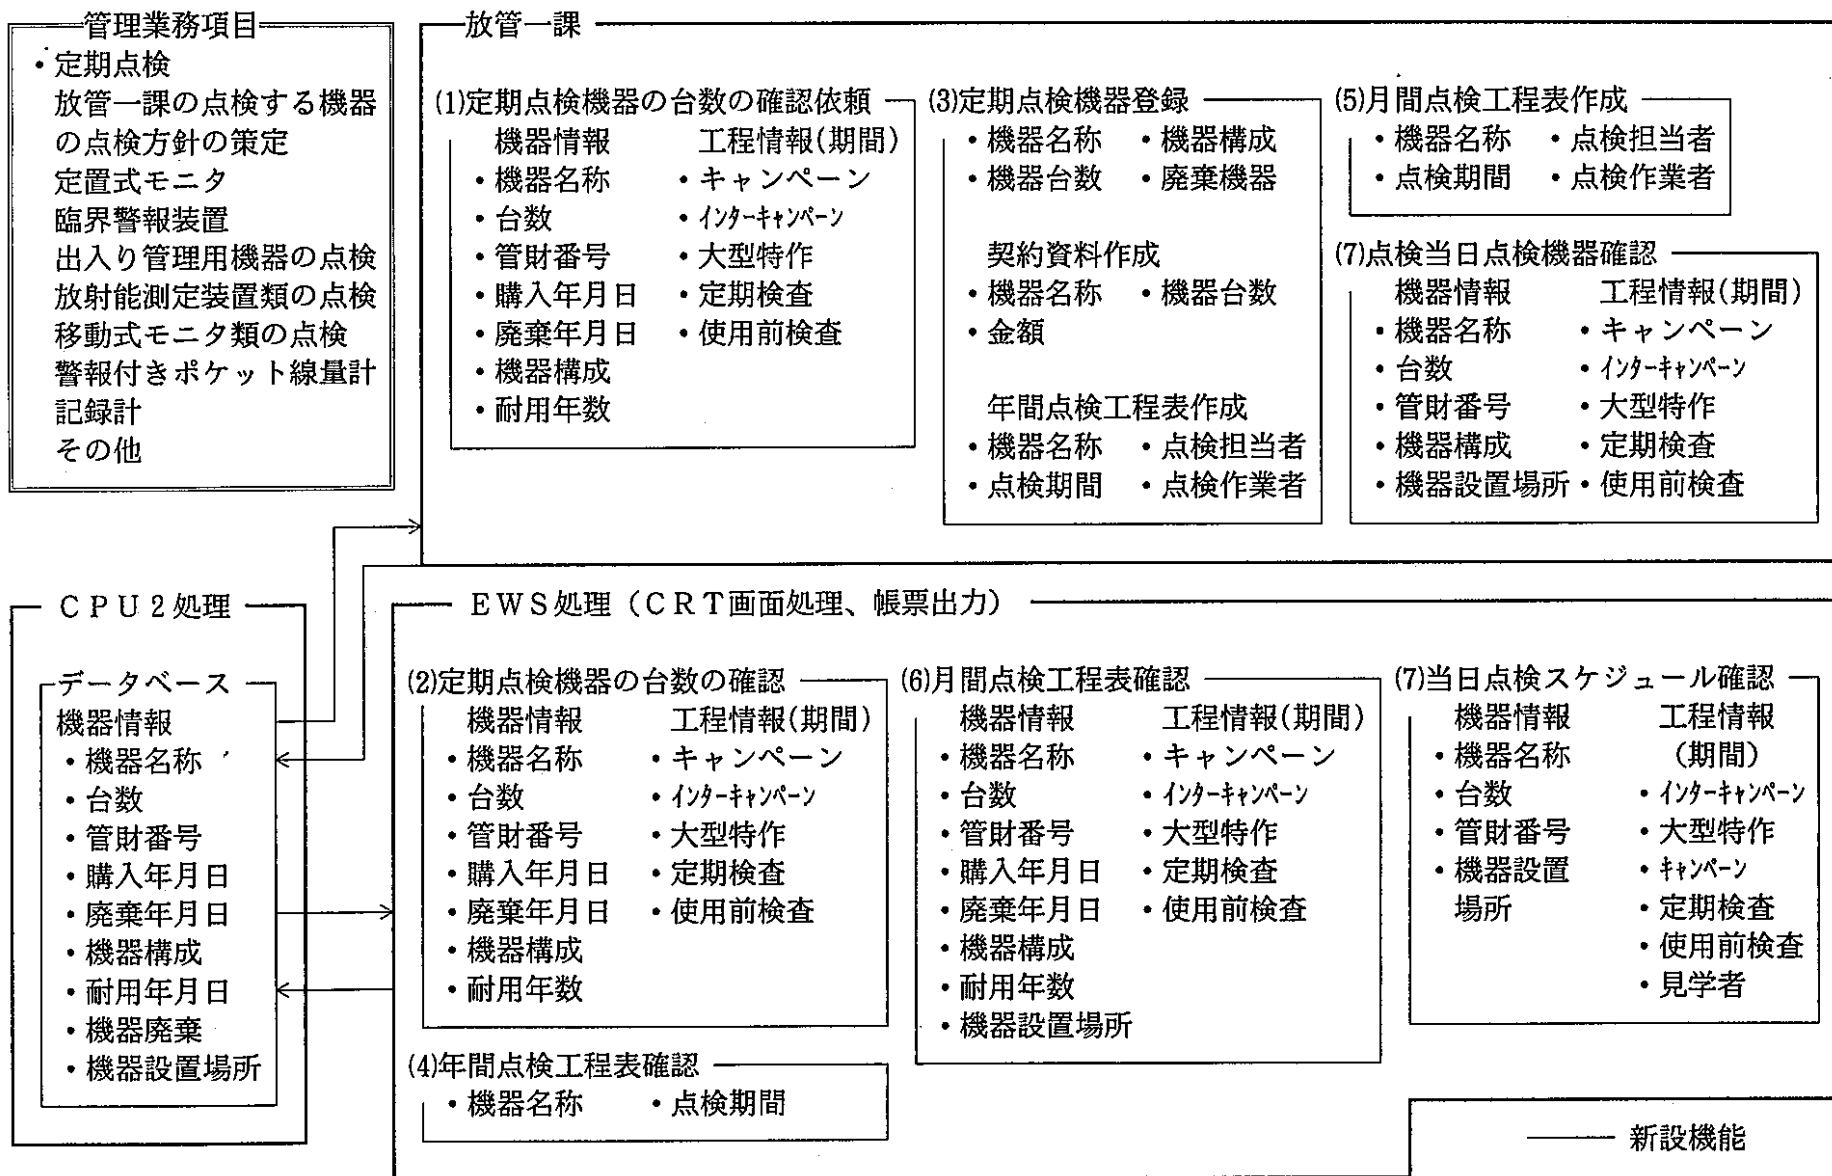 管理業務項目
・定期点検
放管一課の点検する機器
の点検方針の策定
定置式モニタ
臨界警報装置
出入り管理用機器の点検
放射能測定装置類の点検
移動式モニタ類の点検
警報付きポケット線量計
記録計
その他
放管一課
(1)定期点検機器の台数の確認依頼
機器情報 工程情報(期間)
・機器名称 ・キャンペーン
・台数 ・インターキャンペーン
・管財番号 ・大型特作
・購入年月日 ・定期検査
・廃棄年月日 ・使用前検査
・機器構成
・耐用年数
(3)定期点検機器登録
・機器名称 ・機器構成
・機器台数 ・廃棄機器
契約資料作成
・機器名称 ・機器台数
・金額
年間点検工程表作成
・機器名称 ・点検担当者
・点検期間 ・点検作業者
(5)月間点検工程表作成
・機器名称 ・点検担当者
・点検期間 ・点検作業者
(7)点検当日点検機器確認
機器情報 工程情報(期間)
・機器名称 ・キャンペーン
・台数 ・インターキャンペーン
・管財番号 ・大型特作
・機器構成 ・定期検査
・機器設置場所 ・使用前検査
CPU2処理
データベース
機器情報
・機器名称
・台数
・管財番号
・購入年月日
・廃棄年月日
・機器構成
・耐用年月日
・機器廃棄
・機器設置場所
EWS処理(CRT画面処理、帳票出力)
(2)定期点検機器の台数の確認
機器情報 工程情報(期間)
・機器名称 ・キャンペーン
・台数 ・インターキャンペーン
・管財番号 ・大型特作
・購入年月日 ・定期検査
・廃棄年月日 ・使用前検査
・機器構成
・耐用年数
(4)年間点検工程表確認
・機器名称 ・点検期間
(6)月間点検工程表確認
機器情報 工程情報(期間)
・機器名称 ・キャンペーン
・台数 ・インターキャンペーン
・管財番号 ・大型特作
・購入年月日 ・定期検査
・廃棄年月日 ・使用前検査
・機器構成
・耐用年数
・機器設置場所
(7)当日点検スケジュール確認
機器情報 工程情報
・機器名称 (期間)
・台数 ・インターキャンペーン
・管財番号 ・大型特作
・機器設置 ・キャンペーン
場所 ・定期検査
・使用前検査
・見学者
新設機能